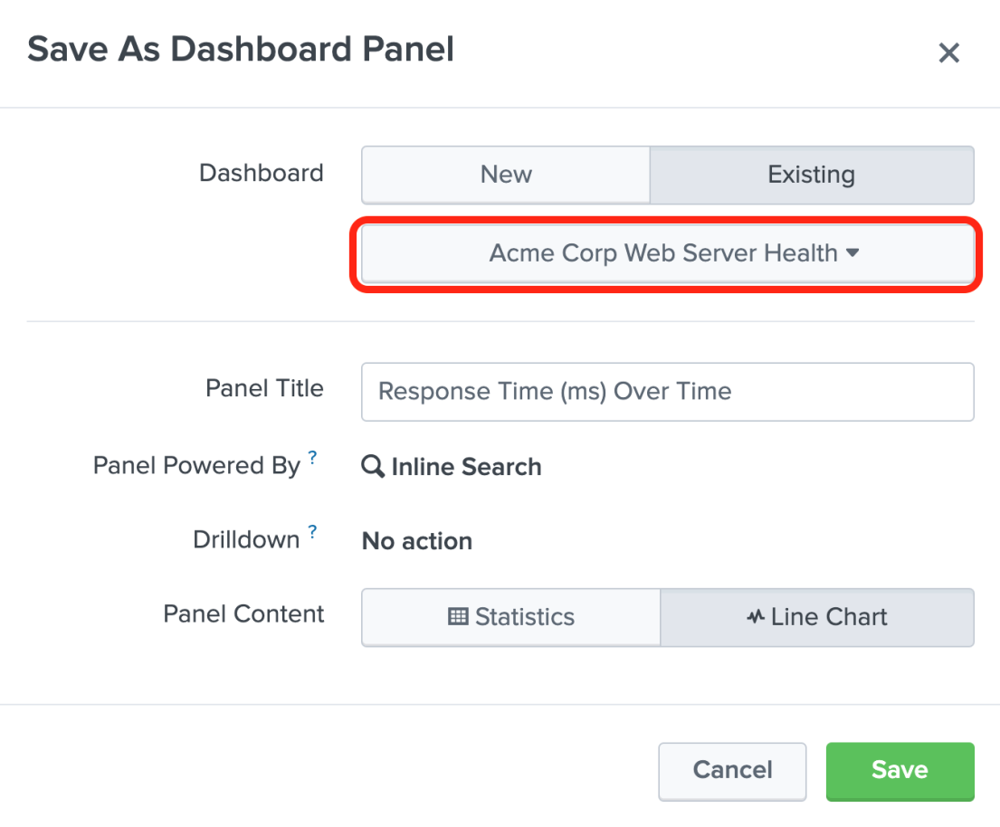 Save As Dashboard Panel
Dashboard
New
Existing
Acme Corp Web Server Health
Panel Title
Response Time (ms) Over Time
Panel Powered By ?
Inline Search
Drilldown ?
No action
Panel Content
Statistics
Line Chart
Cancel
Save